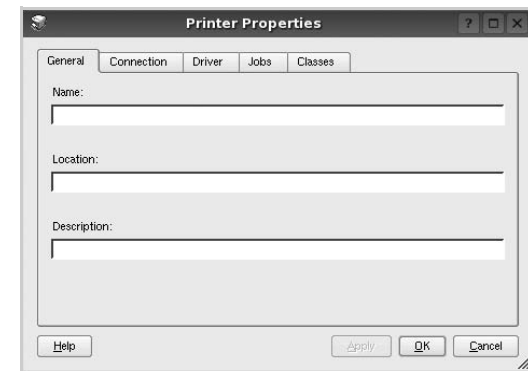 Printer Properties
?
General Connection Driver Jobs Classes
Name:
Location:
Description:
Help Apply OK Cancel